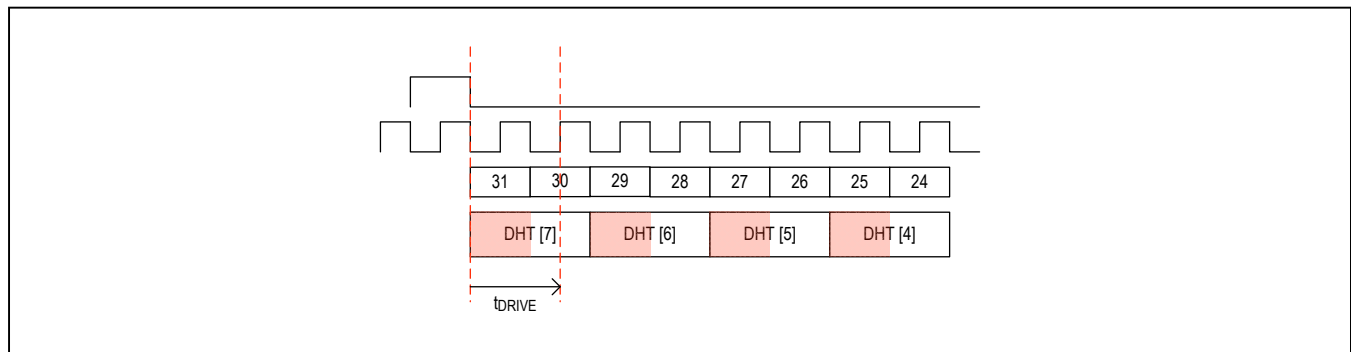 31 30 29 28 27 26 25 24
DHT [7] DHT [6] DHT [5] DHT [4]
tDRIVE